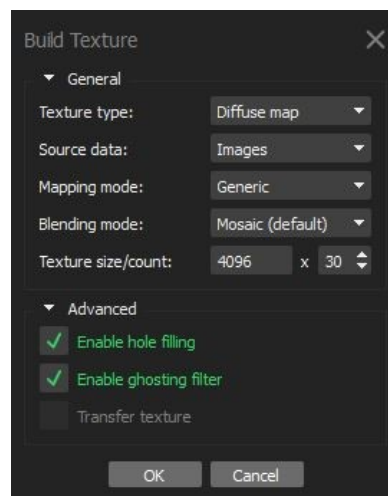 Build Texture
General
Texture type: Diffuse map
Source data: Images
Mapping mode: Generic
Blending mode: Mosaic (default)
Texture size/count: 4096 x 30
Advanced
Enable hole filling
Enable ghosting filter
Transfer texture
OK Cancel